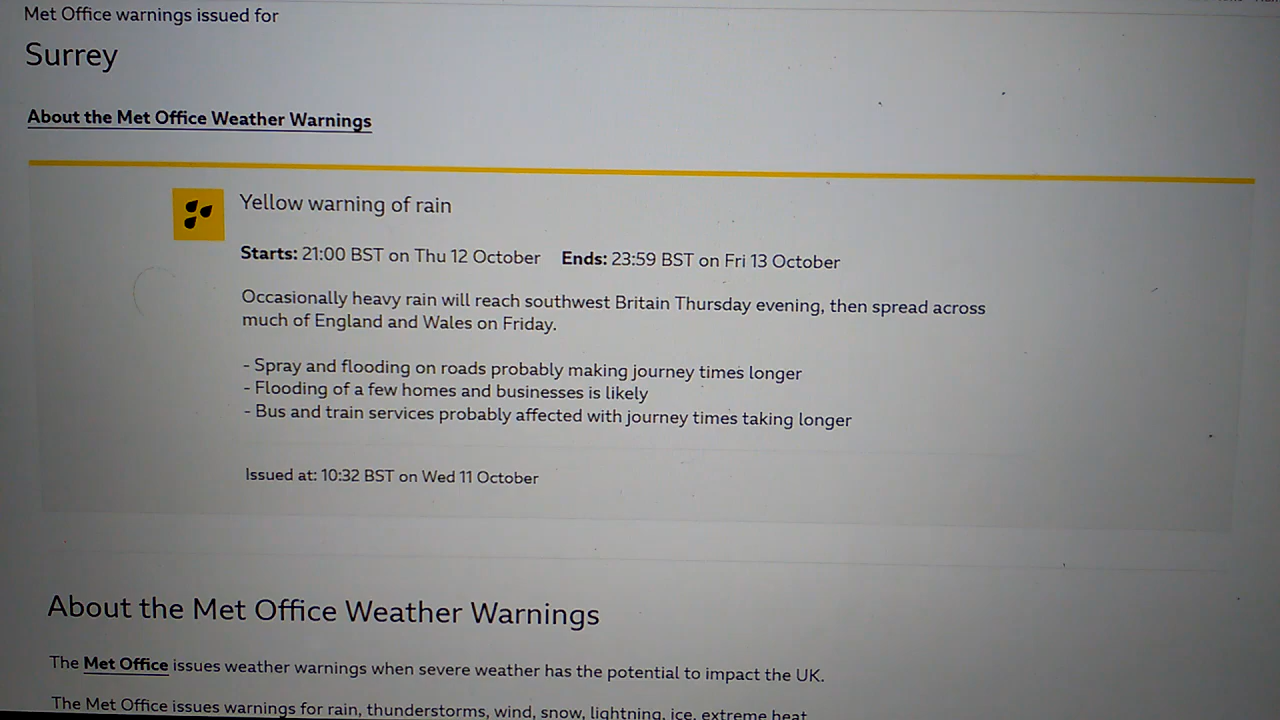 Met Office warnings issued for
Surrey
About the Met Office Weather Warnings
Yellow warning of rain
Starts: 21:00 BST on Thu 12 October Ends: 23:59 BST on Fri 13 October
Occasionally heavy rain will reach southwest Britain Thursday evening, then spread across
much of England and Wales on Friday.
- Spray and flooding on roads probably making journey times longer
- Flooding of a few homes and businesses is likely
- Bus and train services probably affected with journey times taking longer
Issued at: 10:32 BST on Wed 11 October
About the Met Office Weather Warnings
The Met Office issues weather warnings when severe weather has the potential to impact the UK.
The Met Office issues warnings for rain, thunderstorms, wind, snow, lightning, ice, extreme heat